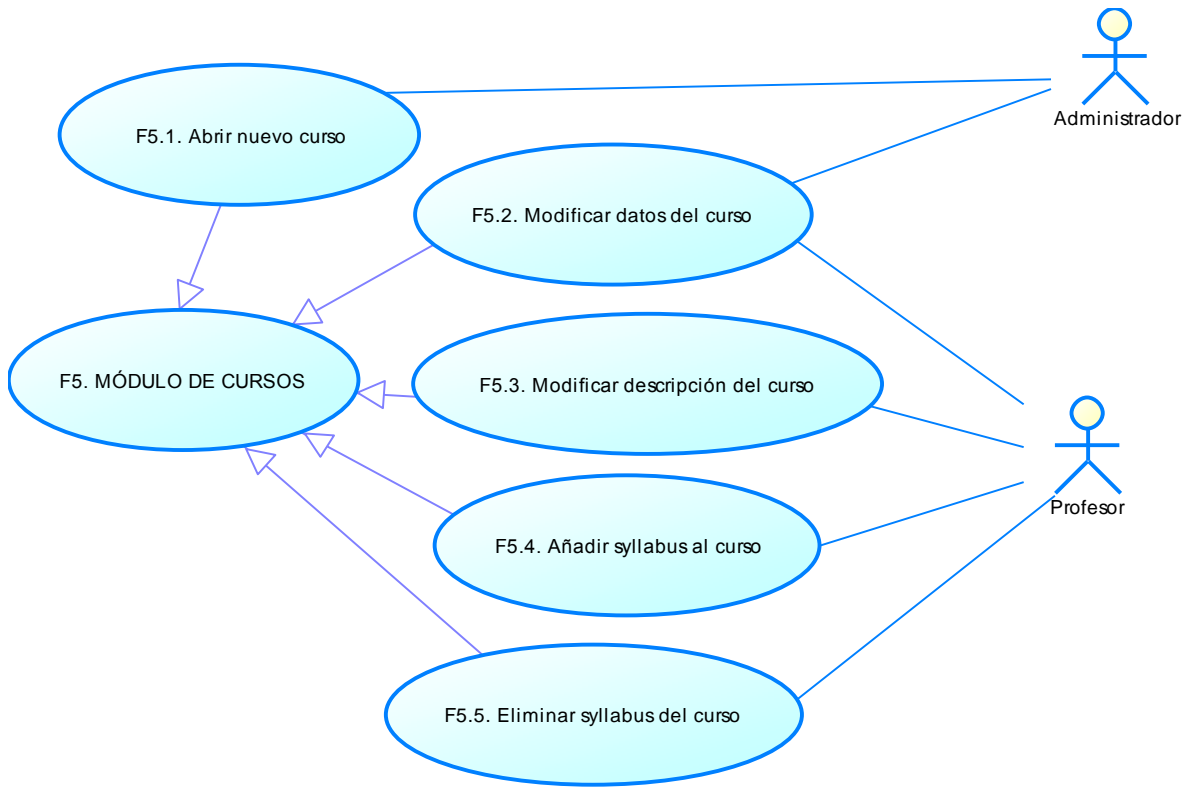 Administrador
F5.1. Abrir nuevo curso
F5.2. Modificar datos del curso
F5. MÓDULO DE CURSOS
F5.3. Modificar descripción del curso
Profesor
F5.4. Añadir syllabus al curso
F5.5. Eliminar syllabus del curso